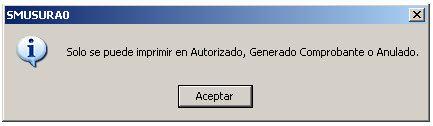 SMUSURA0
Solo se puede imprimir en Autorizado, Generado Comprobante o Anulado.
Aceptar